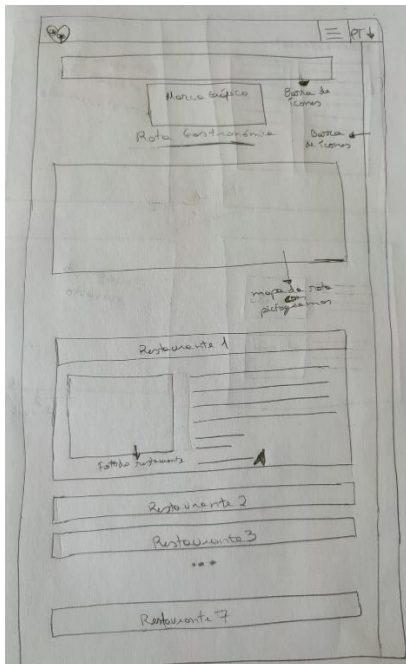 PT
Marca Gráfica
Barra de
ícones
Rota Gastronómica
Barra
de ícones
mapa da rota
com
pictogramas
Restaurante 1
Foto do restaurante
Restaurante 2
Restaurante 3
...
Restaurante 7